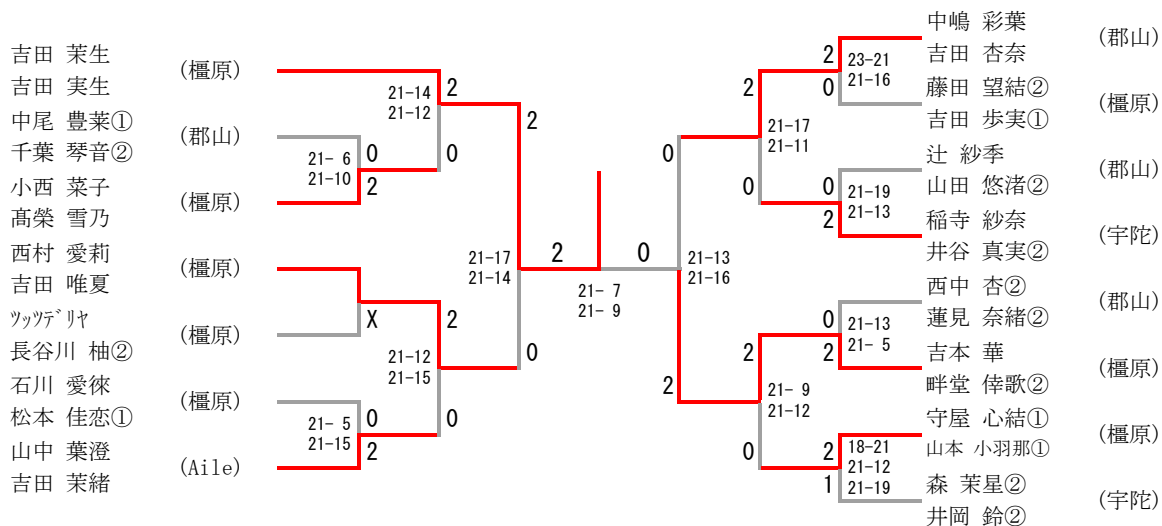 吉田 茉生
吉田 実生
(橿原)
中尾 豊茉①
千葉 琴音②
(郡山)
小西 菜子
髙榮 雪乃
(橿原)
西村 愛莉
吉田 唯夏
(橿原)
ツッツデリヤ
長谷川 柚②
(橿原)
石川 愛徠
松本 佳恋①
(橿原)
山中 葉澄
吉田 茉緒
(Aile)
21- 6
21-10
0
2
X
21- 5
21-15
0
2
21-14
21-12
2
0
21-12
21-15
2
0
21-17
21-14
2
0
2
21- 7
21- 9
0
21-13
21-16
0
2
21-17
21-11
2
0
21- 9
21-12
2
0
2
23-21
21-16
0
0
21-19
21-13
2
0
21-13
21- 5
2
2
18-21
21-12
21-19
1
中嶋 彩葉
吉田 杏奈
(郡山)
藤田 望結②
吉田 歩実①
(橿原)
辻 紗季
山田 悠渚②
(郡山)
稲寺 紗奈
井谷 真実②
(宇陀)
西中 杏②
蓮見 奈緒②
(郡山)
吉本 華
畔堂 倖歌②
(橿原)
守屋 心結①
山本 小羽那①
(橿原)
森 茉星②
井岡 鈴②
(宇陀)